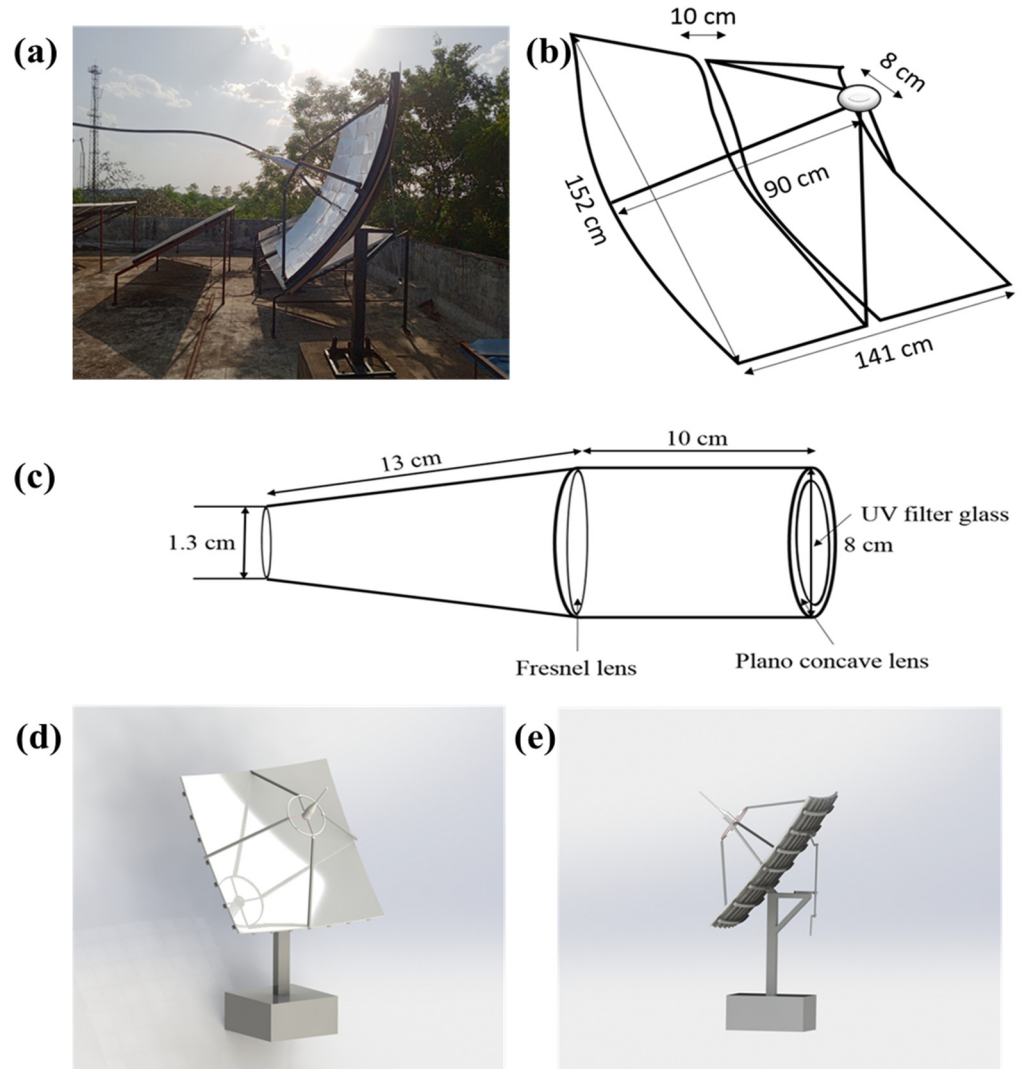 (a)
(b)
10 cm
8 cm
152 cm
90 cm
141 cm
(c)
13 cm
10 cm
1.3 cm
UV filter glass
8 cm
Fresnel lens
Plano concave lens
(d)
(e)